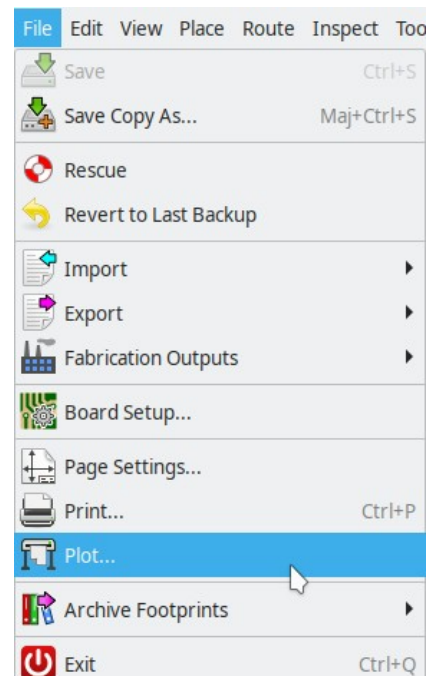 File Edit View Place Route Inspect Too
Save Ctrl+S
Save Copy As... Maj+Ctrl+S
Rescue
Revert to Last Backup
Import
Export
Fabrication Outputs
Board Setup...
Page Settings...
Print... Ctrl+P
Plot...
Archive Footprints
Exit Ctrl+Q